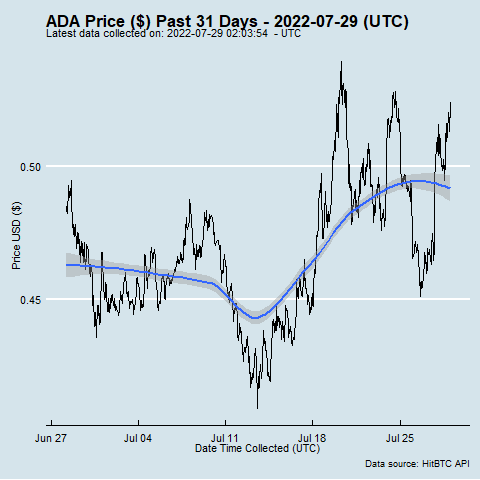 ADA Price ($) Past 31 Days - 2022-07-29 (UTC)
Latest data collected on: 2022-07-29 02:03:54 - UTC
0.50
0.45
Price USD ($)
Jun 27
Jul 04
Jul 11
Jul 18
Jul 25
Date Time Collected (UTC)
Data source: HitBTC API